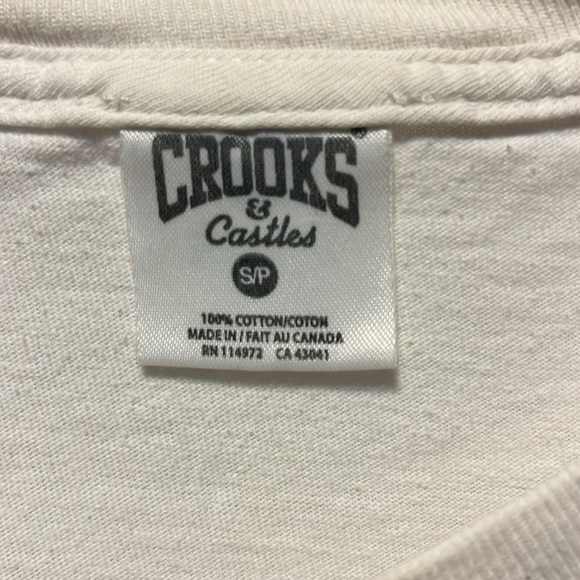 CROOKS
&
Castles
S/P
100% COTTON/COTON
MADE IN / FAIT AU CANADA
RN 114972 CA 43041